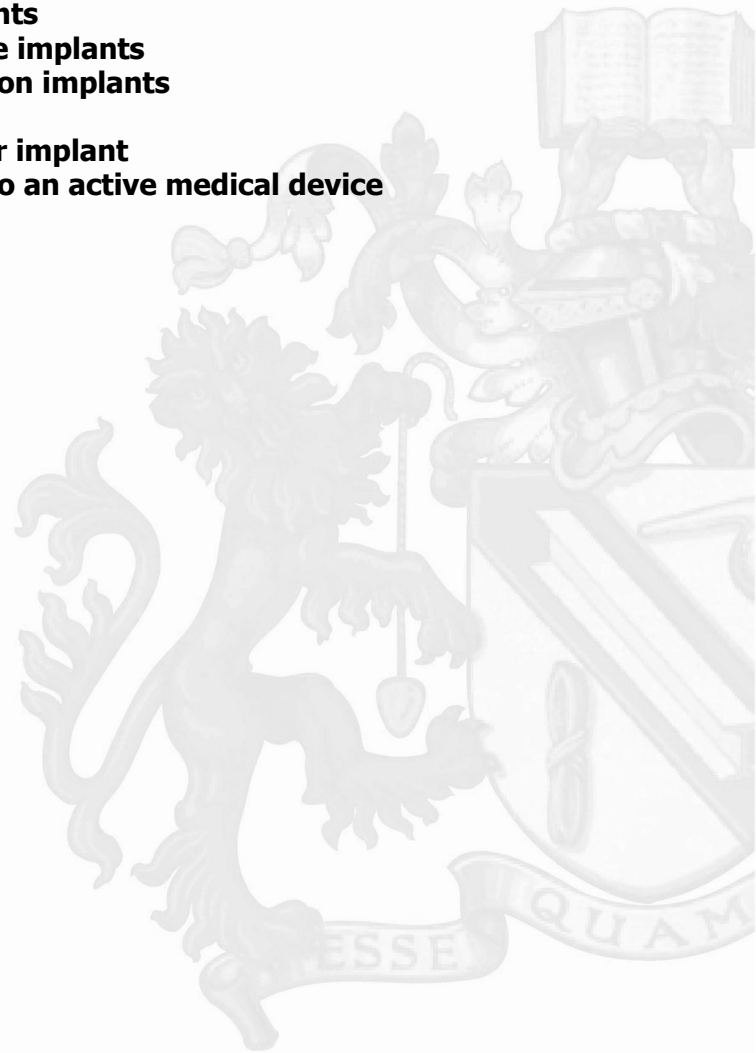 nts
e implants
on implants
r implant
o an active medical device
ESSE
QUAM